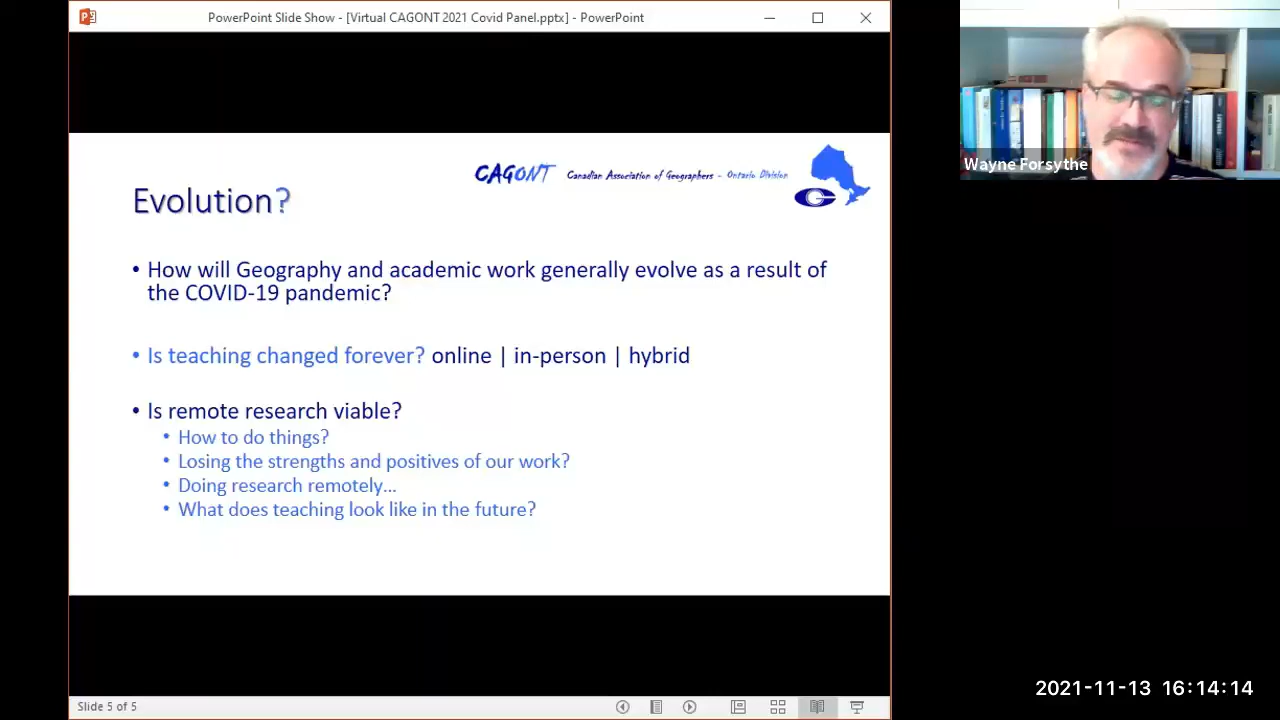 PowerPoint Slide Show - [Virtual CAGONT 2021 Covid Panel.pptx] - PowerPoint
Wayne Forsythe
CAGONT Canadian Association of Geographers - Ontario Division
Evolution?
• How will Geography and academic work generally evolve as a result of
the COVID-19 pandemic?
• Is teaching changed forever? online | in-person | hybrid
• Is remote research viable?
• How to do things?
• Losing the strengths and positives of our work?
• Doing research remotely...
• What does teaching look like in the future?
2021-11-13 16:14:14
Slide 5 of 5